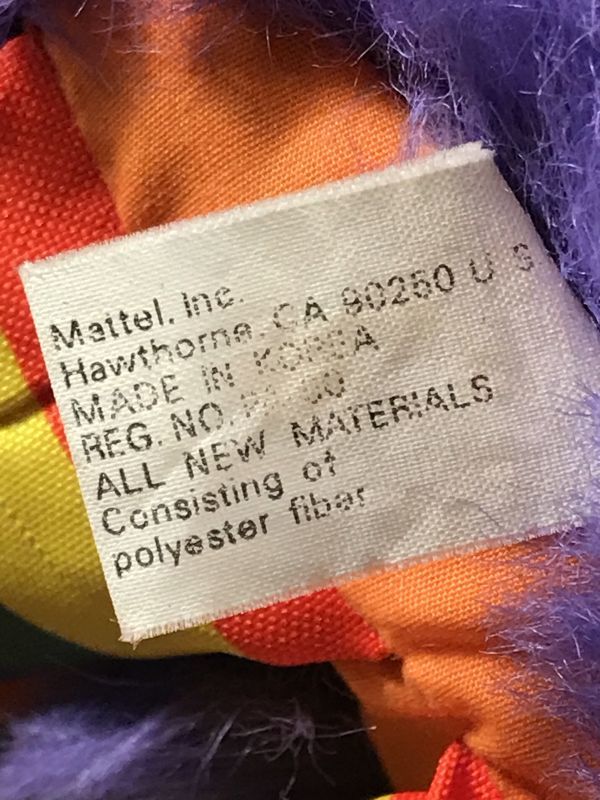 Mattel, Inc.
Hawthorne, CA 90250 U S
MADE IN KOREA
REG. NO.
ALL NEW MATERIALS
Consisting of
polyester fiber